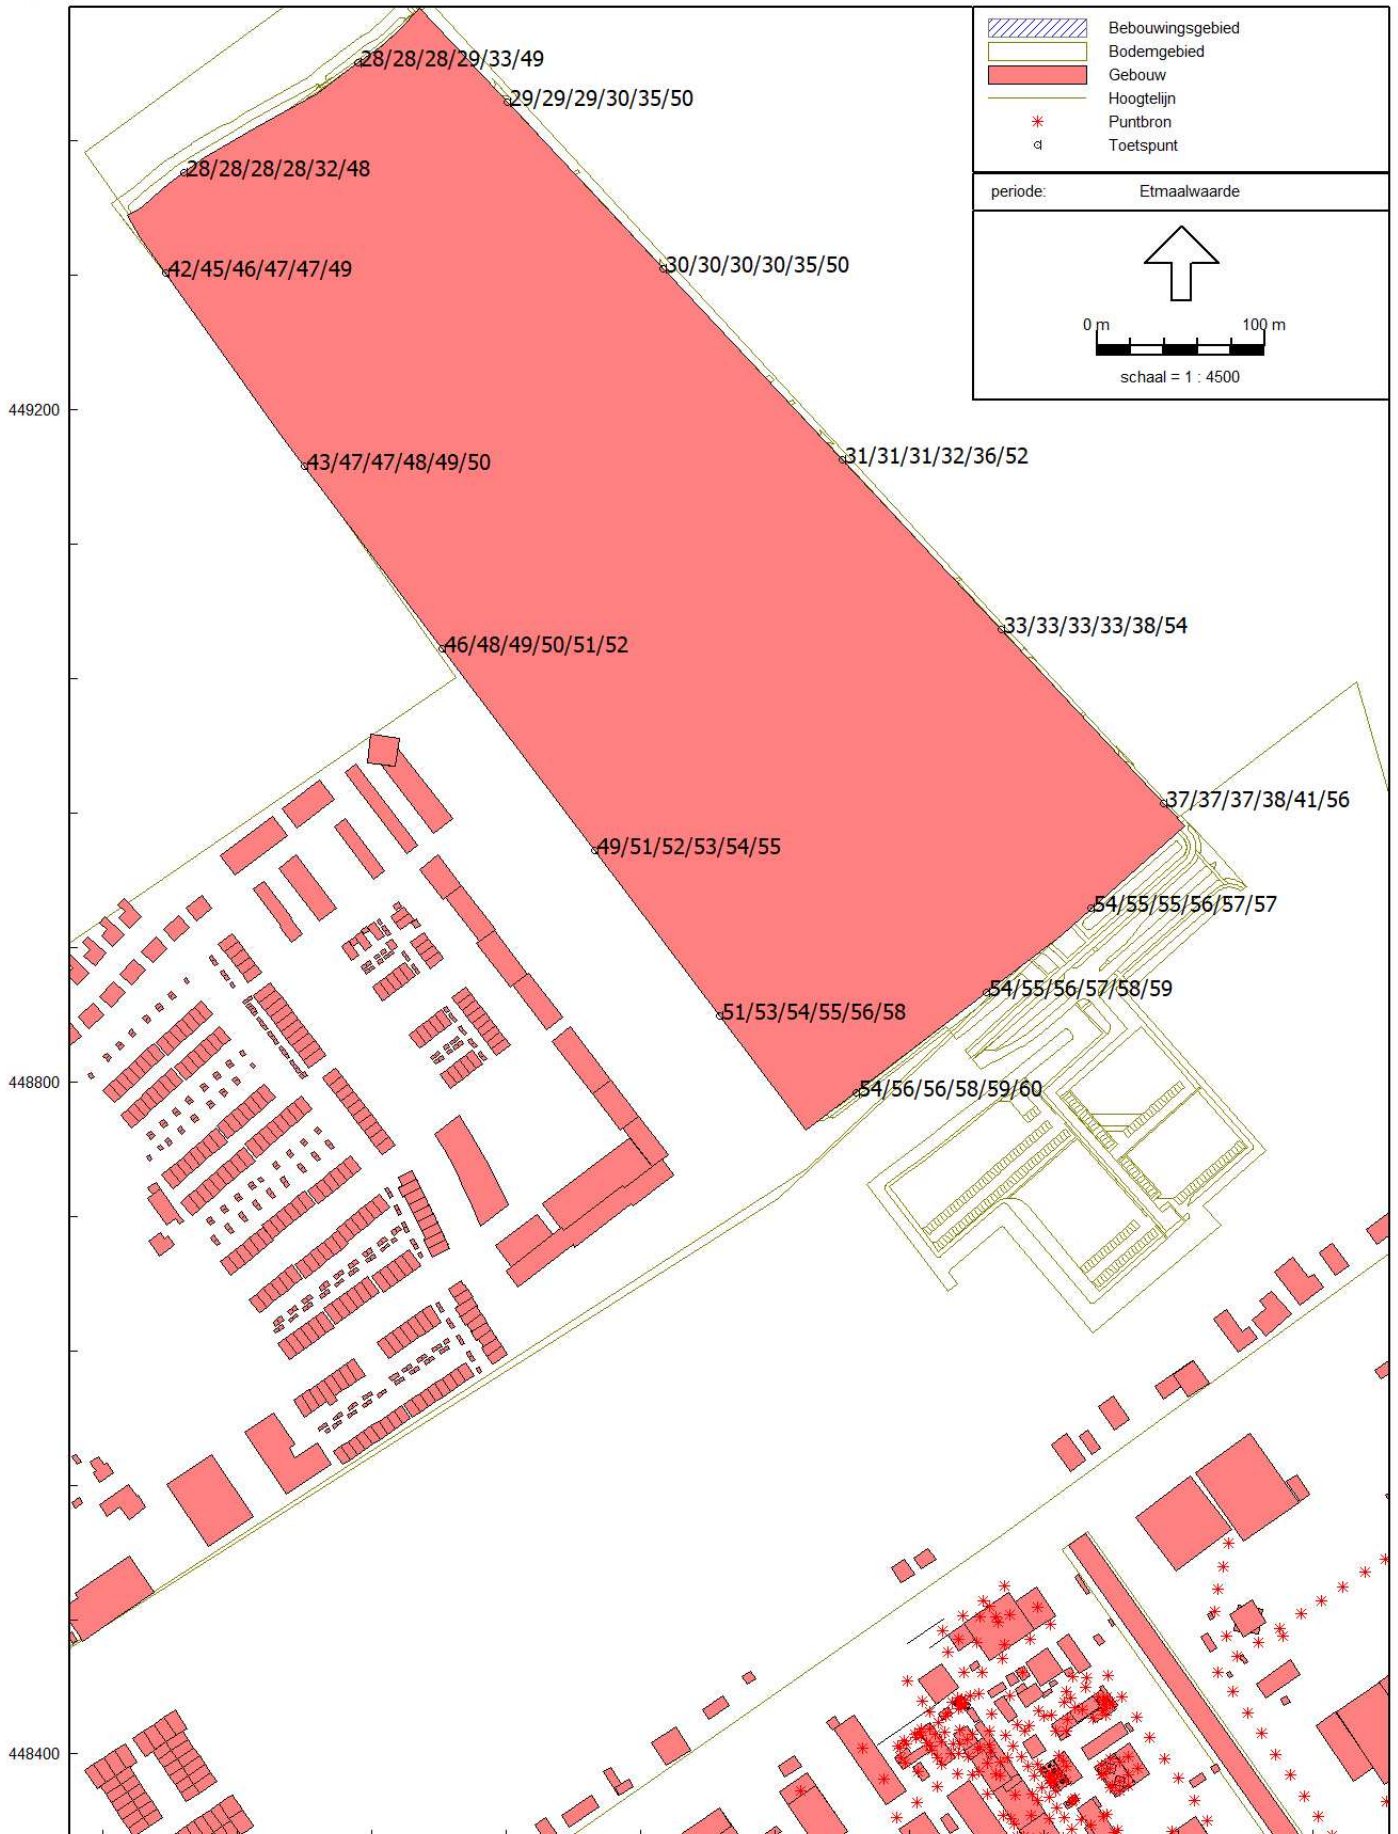 Bebouwingsgebied
Bodemgebied
Gebouw
Hoogtelijn
Puntbron
Toetspunt
periode: Etmaalwaarde
0 m 100 m
schaal = 1 : 4500
28/28/28/29/33/49
29/29/29/30/35/50
28/28/28/28/32/48
42/45/46/47/47/49
30/30/30/30/35/50
449200
31/31/31/32/36/52
43/47/47/48/49/50
33/33/33/33/38/54
46/48/49/50/51/52
37/37/37/38/41/56
49/51/52/53/54/55
54/55/55/56/57/57
54/55/56/57/58/59
51/53/54/55/56/58
448800
54/56/56/58/59/60
448400